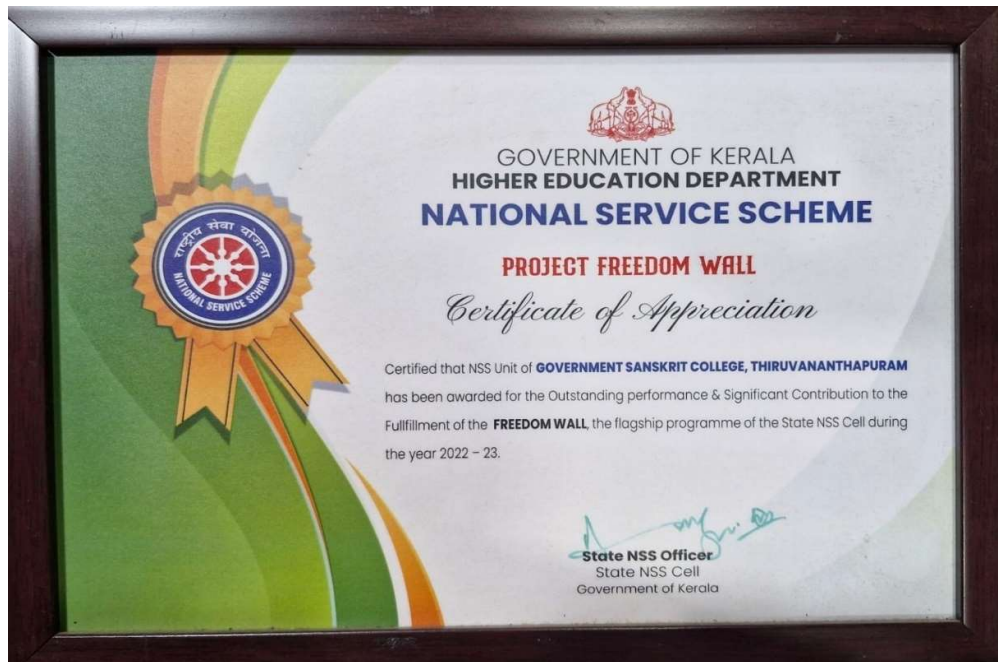 GOVERNMENT OF KERALA
HIGHER EDUCATION DEPARTMENT
NATIONAL SERVICE SCHEME
PROJECT FREEDOM WALL
Certificate of Appreciation
राष्ट्रीय सेवा योजना
NATIONAL SERVICE SCHEME
Certified that NSS Unit of GOVERNMENT SANSKRIT COLLEGE, THIRUVANANTHAPURAM
has been awarded for the Outstanding performance & Significant Contribution to the
Fullfillment of the FREEDOM WALL, the flagship programme of the State NSS Cell during
the year 2022 – 23.
State NSS Officer
State NSS Cell
Government of Kerala